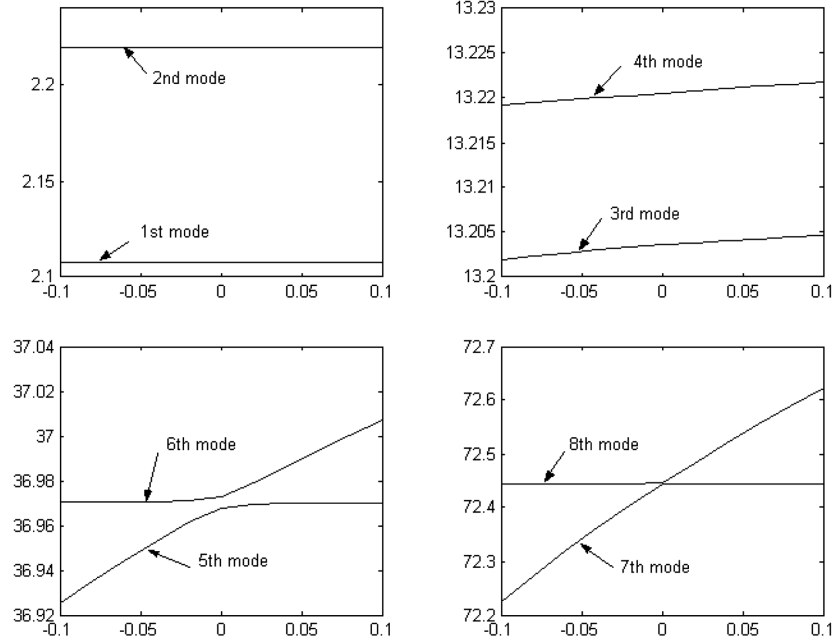 2.2
2.15
2.1
2nd mode
1st mode
-0.1 -0.05 0 0.05 0.1
13.23
13.225
13.22
13.215
13.21
13.205
13.2
4th mode
3rd mode
-0.1 -0.05 0 0.05 0.1
37.04
37.02
37
36.98
36.96
36.94
36.92
6th mode
5th mode
-0.1 -0.05 0 0.05 0.1
72.7
72.6
72.5
72.4
72.3
72.2
8th mode
7th mode
-0.1 -0.05 0 0.05 0.1